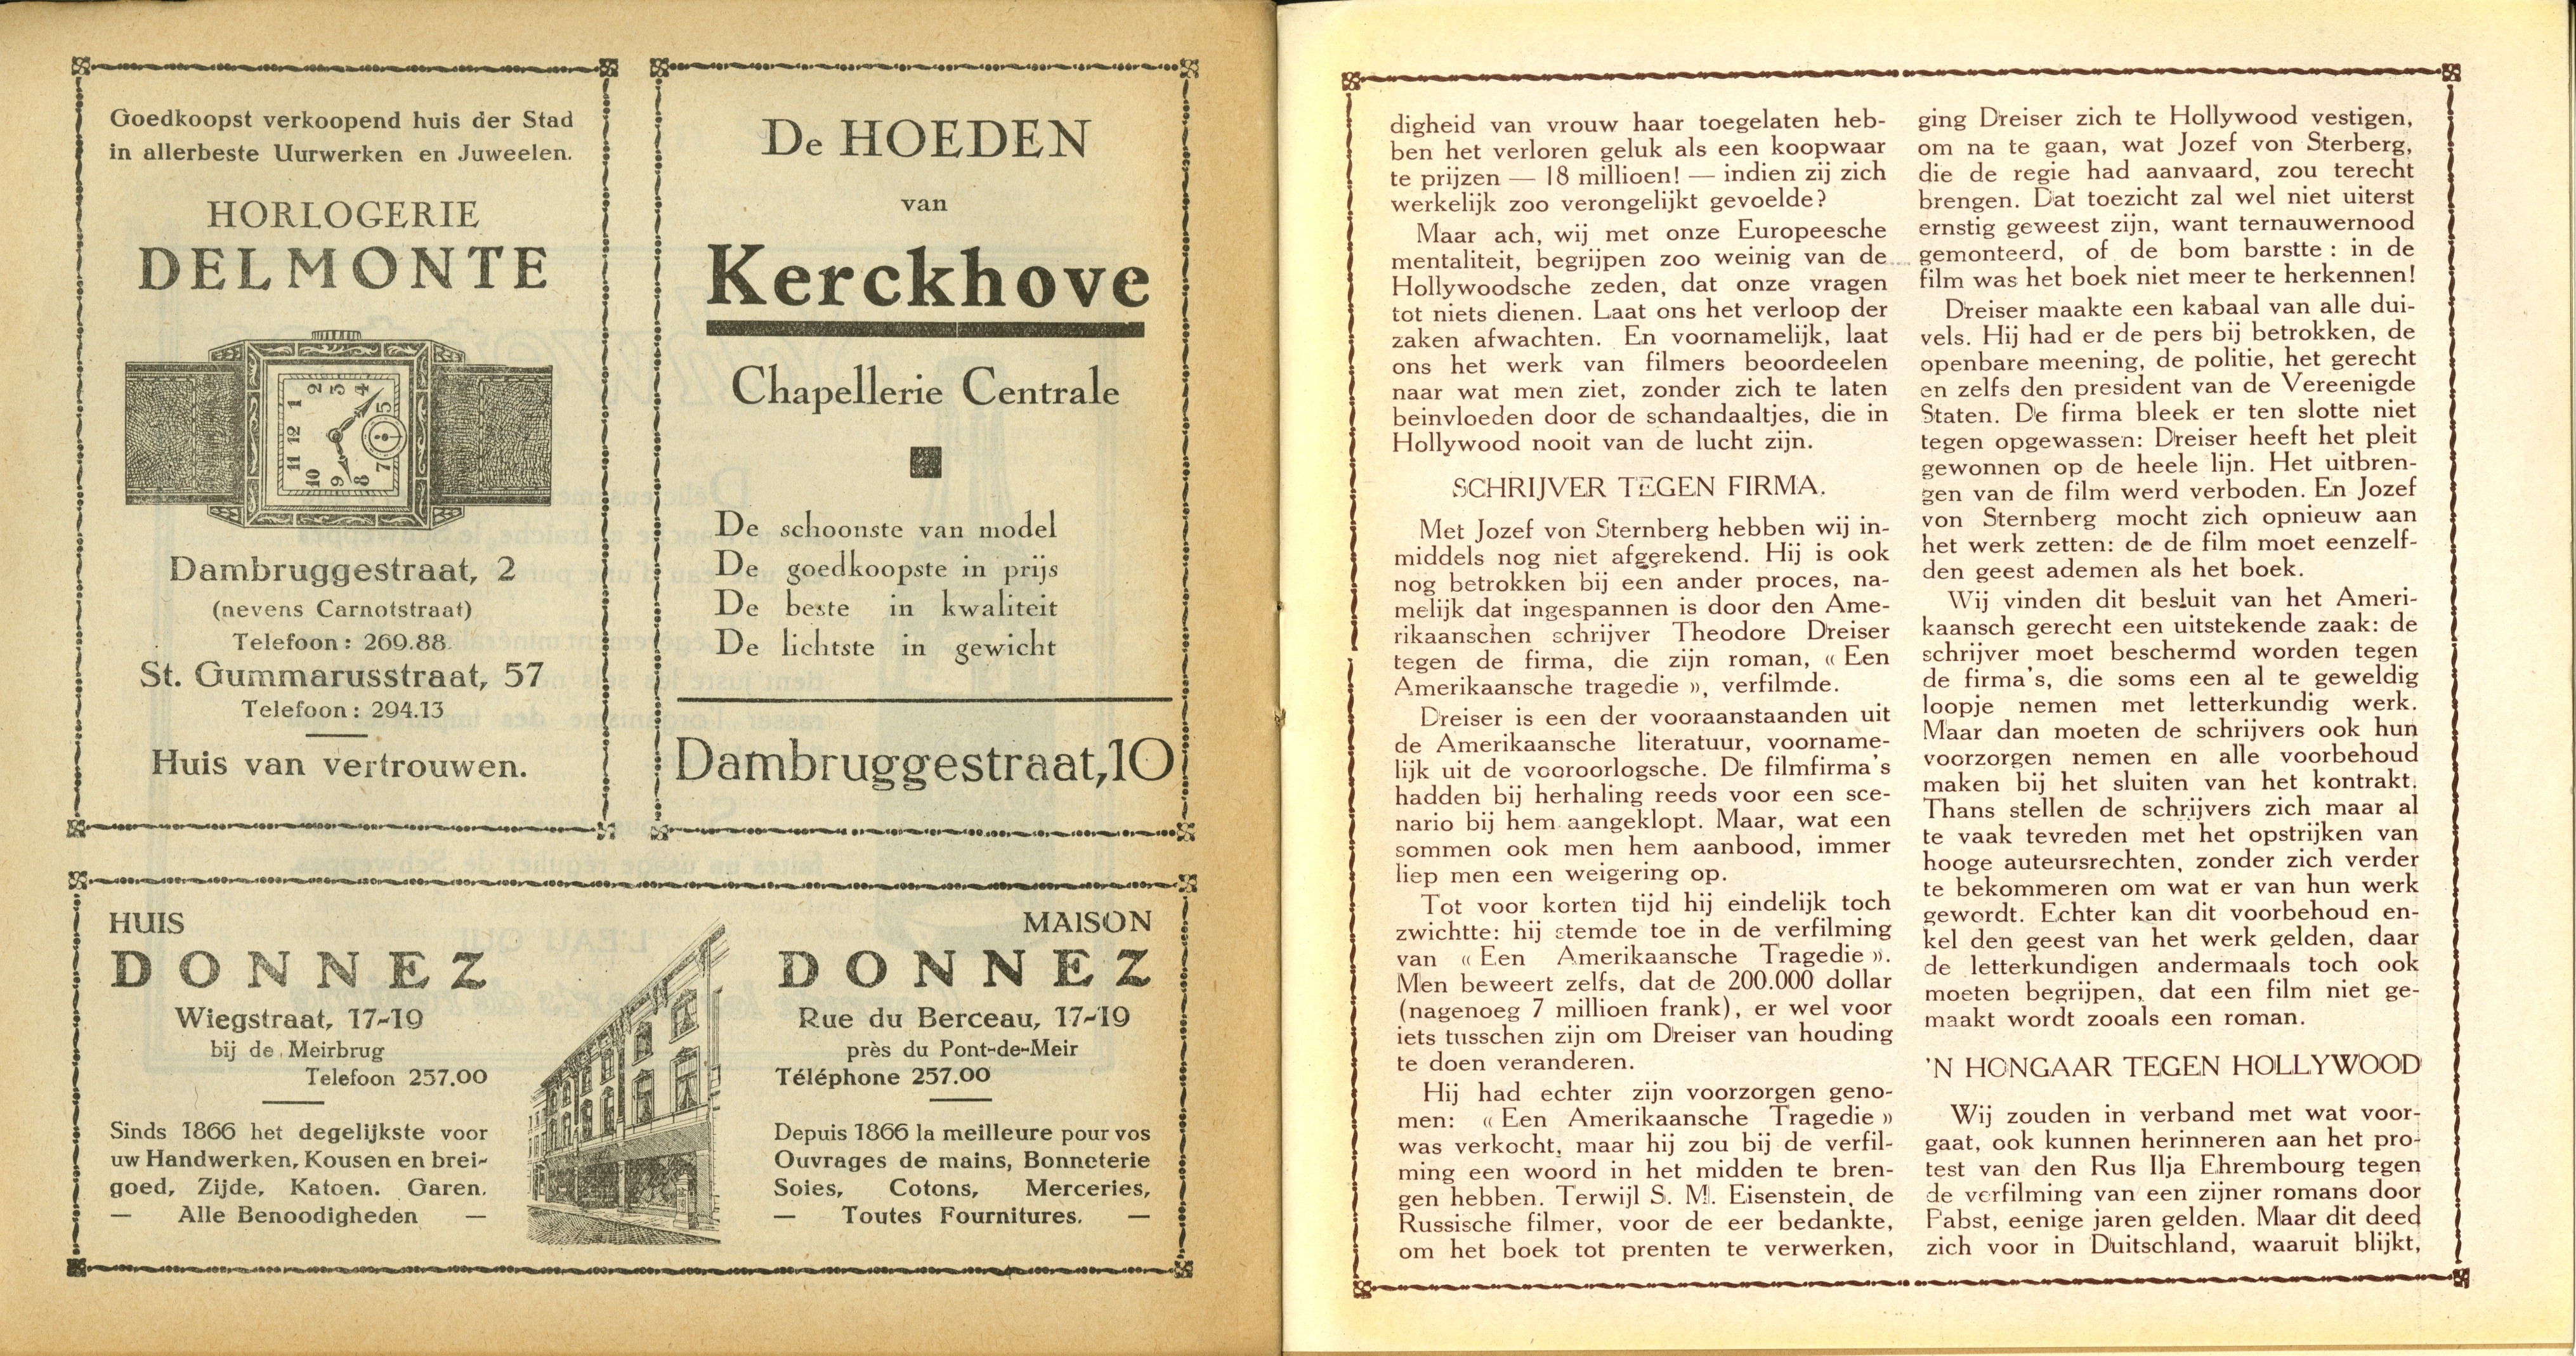 Goedkoopst verkoopend huis der Stad
in allerbeste Uurwerken en Juweelen.
HORLOGERIE
DELMONTE
1 2 3 4 5 7 8 9 10 11 12
Dambruggestraat, 2
(nevens Carnotstraat)
Telefoon : 269.88
St. Gummarusstraat, 57
Telefoon : 294.13
Huis van vertrouwen.
De HOEDEN
van
Kerckhove
Chapellerie Centrale
De schoonste van model
De goedkoopste in prijs
De beste in kwaliteit
De lichtste in gewicht
Dambruggestraat,10
HUIS
DONNEZ
Wiegstraat, 17-19
bij de Meirbrug
Telefoon 257.00
Sinds 1866 het degelijkste voor
uw Handwerken, Kousen en brei-
goed, Zijde, Katoen. Garen.
— Alle Benoodigheden —
MAISON
DONNEZ
Rue du Berceau, 17-19
près du Pont-de-Meir
Téléphone 257.00
Depuis 1866 la meilleure pour vos
Ouvrages de mains, Bonneterie
Soies, Cotons, Merceries,
— Toutes Fournitures. —
digheid van vrouw haar toegelaten heb-
ben het verloren geluk als een koopwaar
te prijzen — 18 millioen! — indien zij zich
werkelijk zoo verongelijkt gevoelde?
Maar ach, wij met onze Europeesche
mentaliteit, begrijpen zoo weinig van de
Hollywoodsche zeden, dat onze vragen
tot niets dienen. Laat ons het verloop der
zaken afwachten. En voornamelijk, laat
ons het werk van filmers beoordeelen
naar wat men ziet, zonder zich te laten
beinvloeden door de schandaaltjes, die in
Hollywood nooit van de lucht zijn.
SCHRIJVER TEGEN FIRMA.
Met Jozef von Sternberg hebben wij in-
middels nog niet afgerekend. Hij is ook
nog betrokken bij een ander proces, na-
melijk dat ingespannen is door den Ame-
rikaanschen schrijver Theodore Dreiser
tegen de firma, die zijn roman, « Een
Amerikaansche tragedie », verfilmde.
Dreiser is een der vooraanstaanden uit
de Amerikaansche literatuur, voorname-
lijk uit de vooroorlogsche. De filmfirma's
hadden bij herhaling reeds voor een sce-
nario bij hem aangeklopt. Maar, wat een
sommen ook men hem aanbood, immer
liep men een weigering op.
Tot voor korten tijd hij eindelijk toch
zwichtte: hij stemde toe in de verfilming
van « Een Amerikaansche Tragedie ».
Men beweert zelfs, dat de 200.000 dollar
(nagenoeg 7 millioen frank), er wel voor
iets tusschen zijn om Dreiser van houding
te doen veranderen.
Hij had echter zijn voorzorgen geno-
men: « Een Amerikaansche Tragedie »
was verkocht, maar hij zou bij de verfil-
ming een woord in het midden te bren-
gen hebben. Terwijl S. M. Eisenstein, de
Russische filmer, voor de eer bedankte,
om het boek tot prenten te verwerken,
ging Dreiser zich te Hollywood vestigen,
om na te gaan, wat Jozef von Sterberg,
die de regie had aanvaard, zou terecht
brengen. Dat toezicht zal wel niet uiterst
ernstig geweest zijn, want ternauwernood
gemonteerd, of de bom barstte : in de
film was het boek niet meer te herkennen!
Dreiser maakte een kabaal van alle dui-
vels. Hij had er de pers bij betrokken, de
openbare meening, de politie, het gerecht
en zelfs den president van de Vereenigde
Staten. De firma bleek er ten slotte niet
tegen opgewassen: Dreiser heeft het pleit
gewonnen op de heele lijn. Het uitbren-
gen van de film werd verboden. En Jozef
von Sternberg mocht zich opnieuw aan
het werk zetten: de de film moet eenzelf-
den geest ademen als het boek.
Wij vinden dit besluit van het Ameri-
kaansch gerecht een uitstekende zaak: de
schrijver moet beschermd worden tegen
de firma's, die soms een al te geweldig
loopje nemen met letterkundig werk.
Maar dan moeten de schrijvers ook hun
voorzorgen nemen en alle voorbehoud
maken bij het sluiten van het kontrakt.
Thans stellen de schrijvers zich maar al
te vaak tevreden met het opstrijken van
hooge auteursrechten, zonder zich verder
te bekommeren om wat er van hun werk
gewordt. Echter kan dit voorbehoud en-
kel den geest van het werk gelden, daar
de letterkundigen andermaals toch ook
moeten begrijpen, dat een film niet ge-
maakt wordt zooals een roman.
'N HONGAAR TEGEN HOLLYWOOD
Wij zouden in verband met wat voor-
gaat, ook kunnen herinneren aan het pro-
test van den Rus Ilja Ehrembourg tegen
de verfilming van een zijner romans door
Pabst, eenige jaren gelden. Maar dit deed
zich voor in Duitschland, waaruit blijkt,